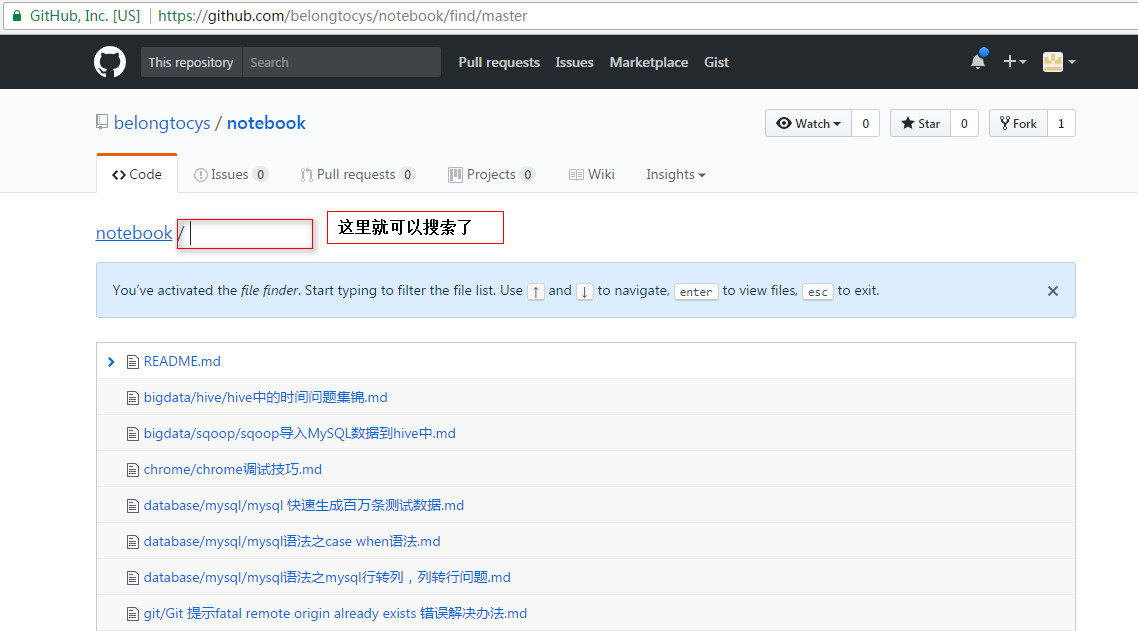 GitHub, Inc. [US] https://github.com/belongtocys/notebook/find/master
This repository Search Pull requests Issues Marketplace Gist
belongtocys / notebook Watch 0 Star 0 Fork 1
Code Issues 0 Pull requests 0 Projects 0 Wiki Insights
notebook / 这里就可以搜索了
You’ve activated the file finder. Start typing to filter the file list. Use ↑ and ↓ to navigate, enter to view files, esc to exit.
README.md
bigdata/hive/hive中的时间问题集锦.md
bigdata/sqoop/sqoop导入MySQL数据到hive中.md
chrome/chrome调试技巧.md
database/mysql/mysql 快速生成百万条测试数据.md
database/mysql/mysql语法之case when语法.md
database/mysql/mysql语法之mysql行转列，列转行问题.md
git/Git 提示fatal remote origin already exists 错误解决办法.md